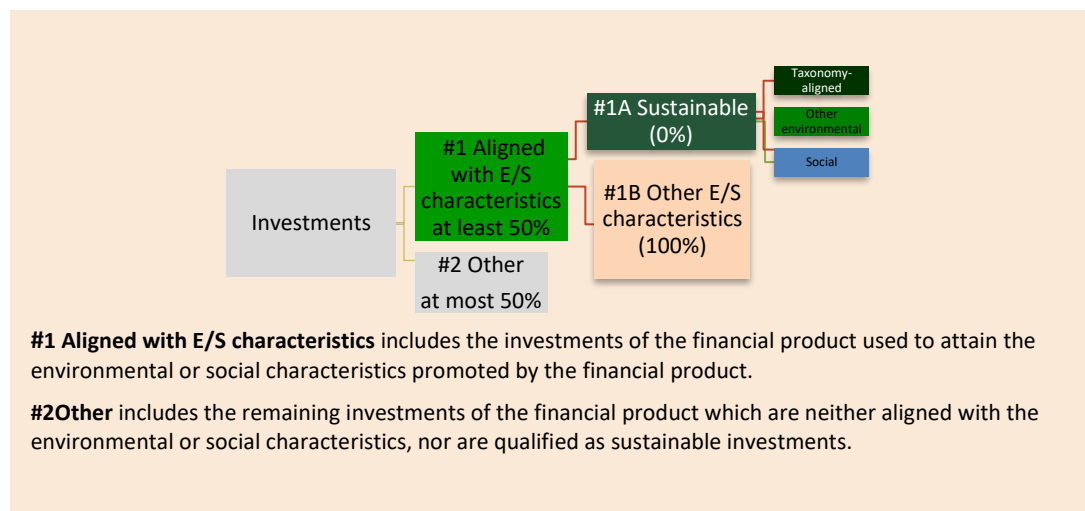 Investments
#1 Aligned
with E/S
characteristics
at least 50%
#2 Other
at most 50%
#1A Sustainable
(0%)
#1B Other E/S
characteristics
(100%)
Taxonomy-
aligned
Other
environmental
Social
#1 Aligned with E/S characteristics includes the investments of the financial product used to attain the
environmental or social characteristics promoted by the financial product.
#2Other includes the remaining investments of the financial product which are neither aligned with the
environmental or social characteristics, nor are qualified as sustainable investments.